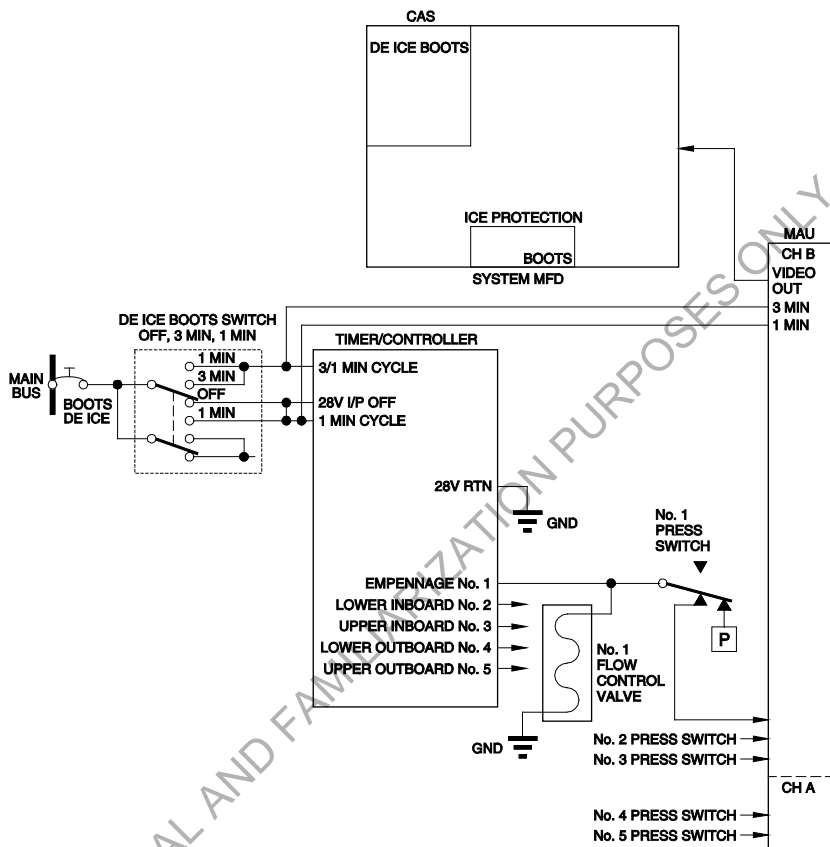 CAS
DE ICE BOOTS
ICE PROTECTION
BOOTS
SYSTEM MFD
MAU
CH B
VIDEO
OUT
3 MIN
1 MIN
DE ICE BOOTS SWITCH
OFF, 3 MIN, 1 MIN
TIMER/CONTROLLER
MAIN
BUS
BOOTS
DE ICE
1 MIN
3 MIN
OFF
1 MIN
3/1 MIN CYCLE
28V I/P OFF
1 MIN CYCLE
28V RTN
GND
No. 1
PRESS
SWITCH
EMPENNAGE No. 1
LOWER INBOARD No. 2
UPPER INBOARD No. 3
LOWER OUTBOARD No. 4
UPPER OUTBOARD No. 5
P
No. 1
FLOW
CONTROL
VALVE
GND
No. 2 PRESS SWITCH
No. 3 PRESS SWITCH
CH A
No. 4 PRESS SWITCH
No. 5 PRESS SWITCH
AL AND FAMILIARIZATION PURPOSES ONLY